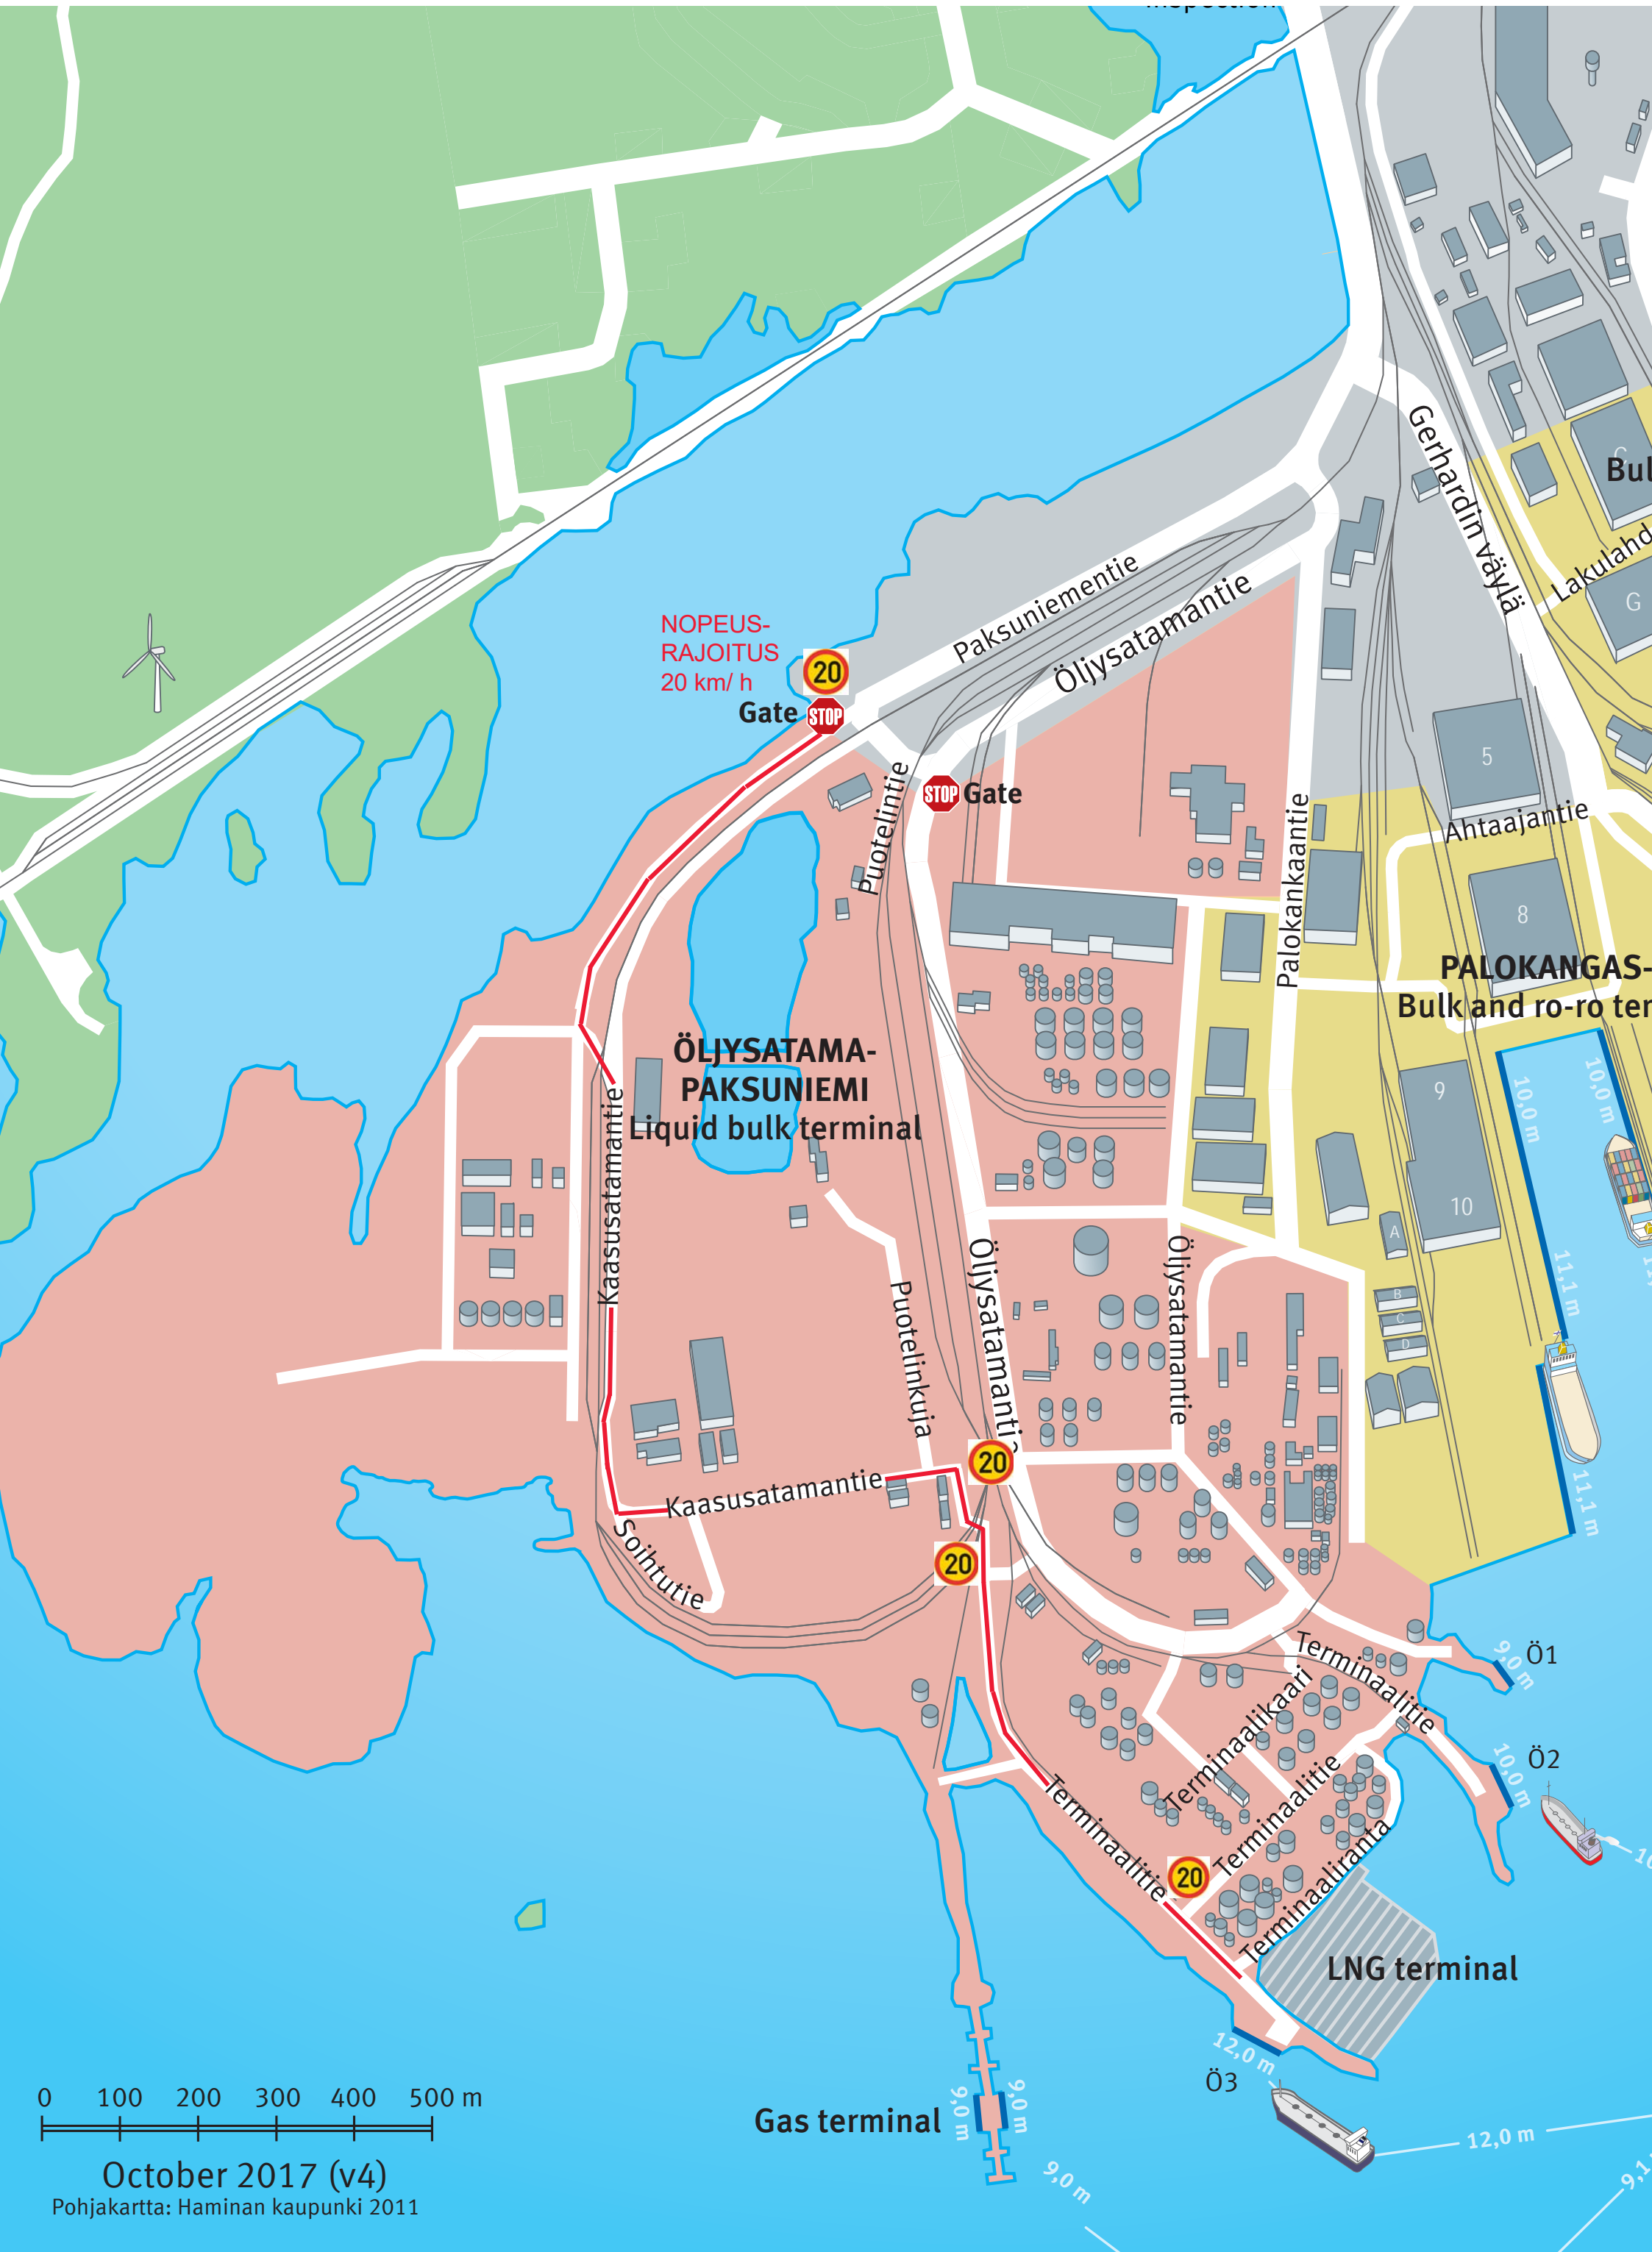 Gerhardin väylä
Bul
C
Lakulahd
G
Paksuniementie
Öljysatamantie
NOPEUS-
RAJOITUS
20 km/ h
20
Gate STOP
STOP Gate
Puotelintie
Palokankaantie
5
Ahtaajantie
8
PALOKANGAS-
Bulk and ro-ro ter
ÖLJYSATAMA-
PAKSUNIEMI
Liquid bulk terminal
Kaasusatamantie
9
10
10,0 m
10,0 m
11,1 m
11,1 m
A
B
C
D
Öljysatamantie
Öljysatamantie
Puotelinkuja
20
Kaasusatamantie
Soihtutie
20
Terminaalitie
Ö1
9,0 m
Terminaalikaari
Ö2
10,0 m
Terminaalitie
Terminaalitie
20
Terminaaliranta
LNG terminal
12,0 m
Ö3
12,0 m
Gas terminal
9,0 m
9,0 m
9,0 m
9,1
0 100 200 300 400 500 m
October 2017 (v4)
Pohjakartta: Haminan kaupunki 2011